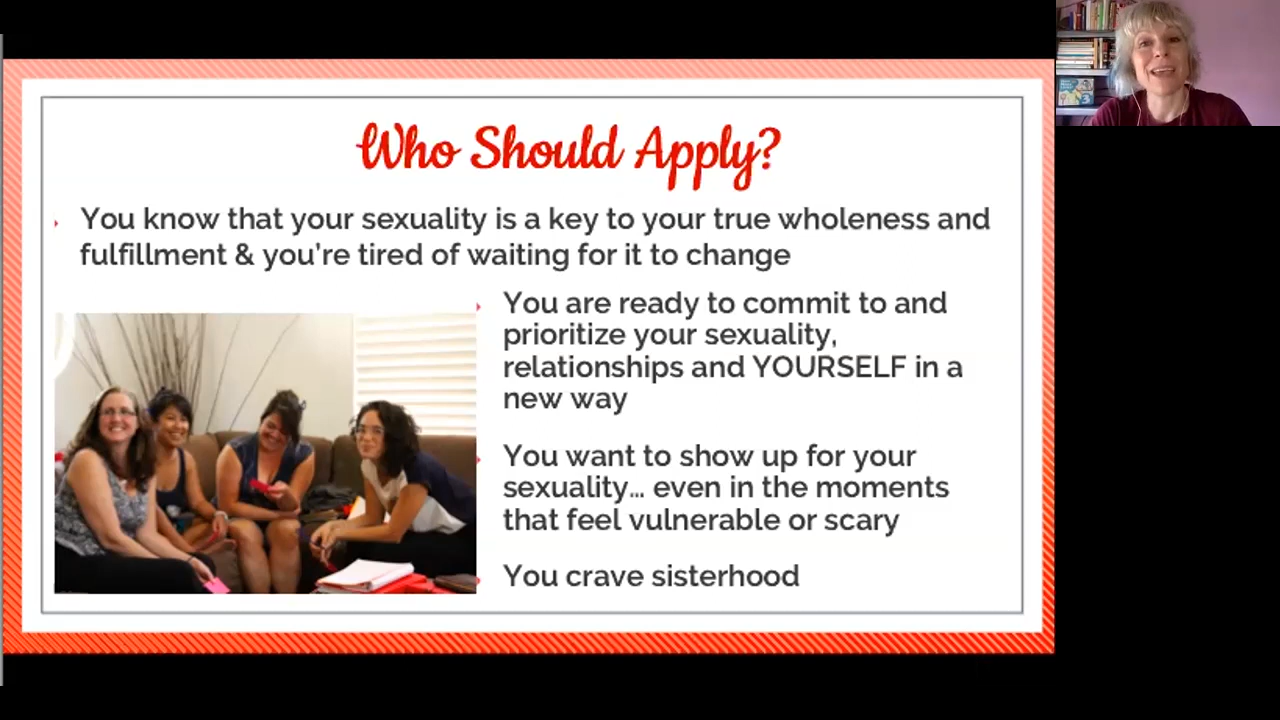 Who Should Apply?
You know that your sexuality is a key to your true wholeness and
fulfillment & you're tired of waiting for it to change
You are ready to commit to and
prioritize your sexuality,
relationships and YOURSELF in a
new way
You want to show up for your
sexuality... even in the moments
that feel vulnerable or scary
You crave sisterhood